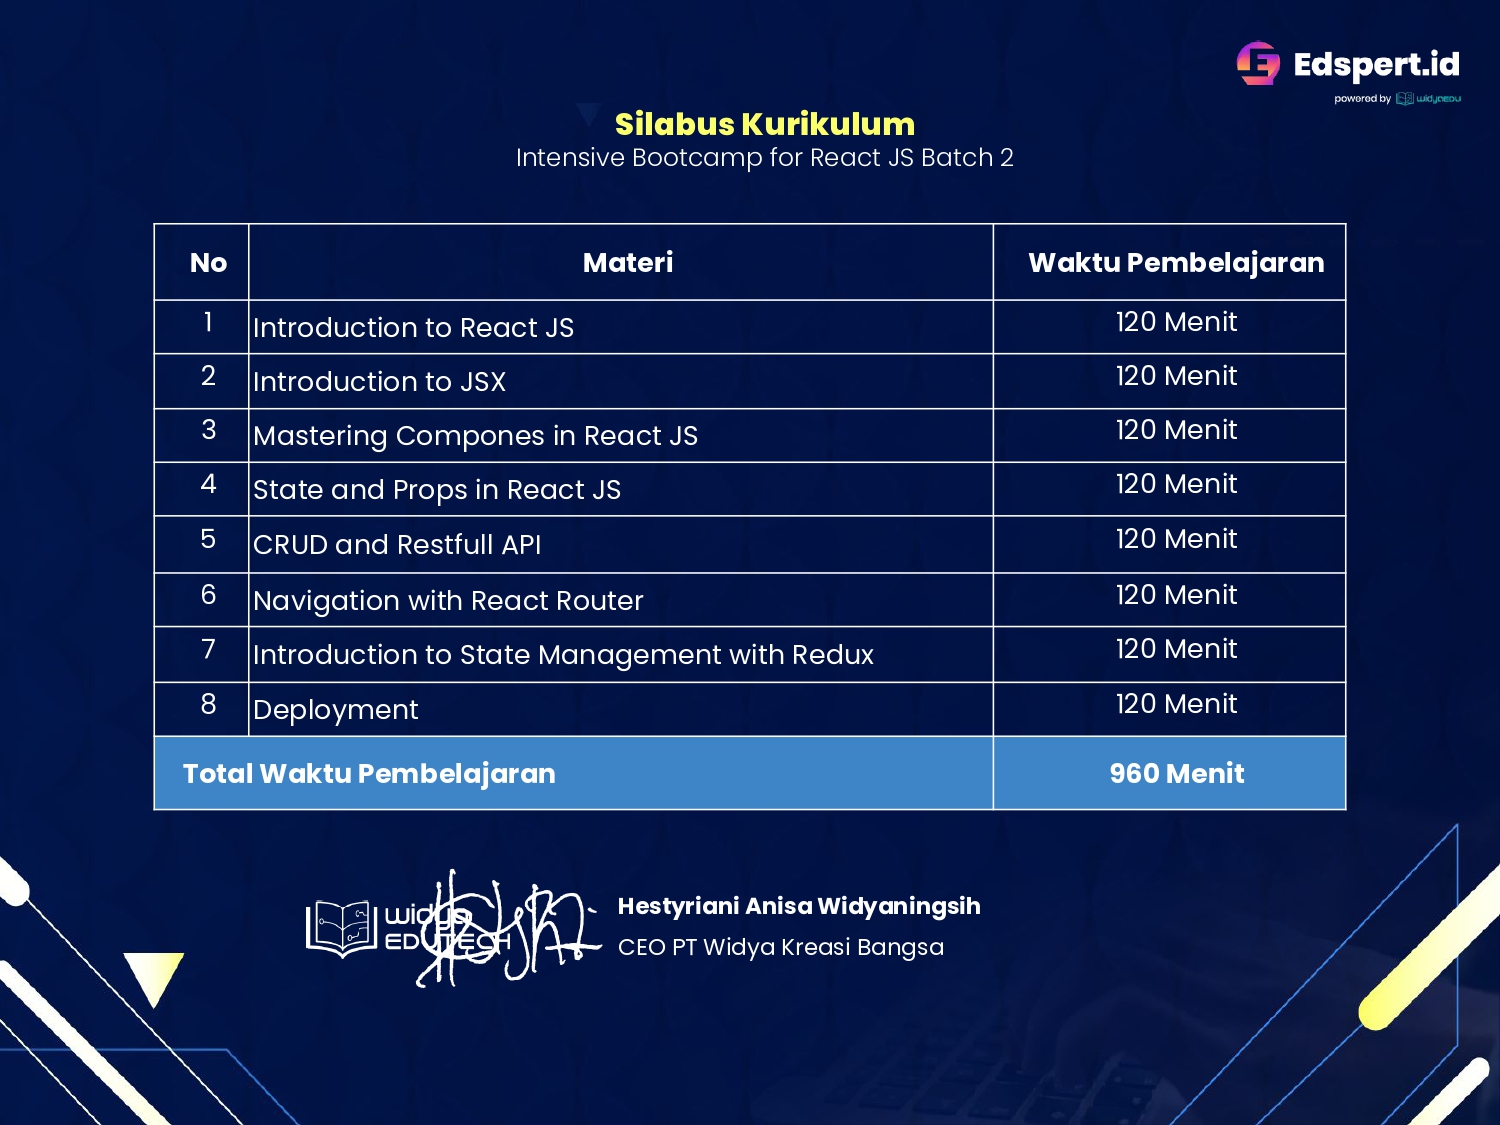 Edspert.id
powered by WIDYAEDU
Silabus Kurikulum
Intensive Bootcamp for React JS Batch 2
No Materi Waktu Pembelajaran
1 Introduction to React JS 120 Menit
2 Introduction to JSX 120 Menit
3 Mastering Compones in React JS 120 Menit
4 State and Props in React JS 120 Menit
5 CRUD and Restfull API 120 Menit
6 Navigation with React Router 120 Menit
7 Introduction to State Management with Redux 120 Menit
8 Deployment 120 Menit
Total Waktu Pembelajaran 960 Menit
widya
EDUTECH
Hestyriani Anisa Widyaningsih
CEO PT Widya Kreasi Bangsa